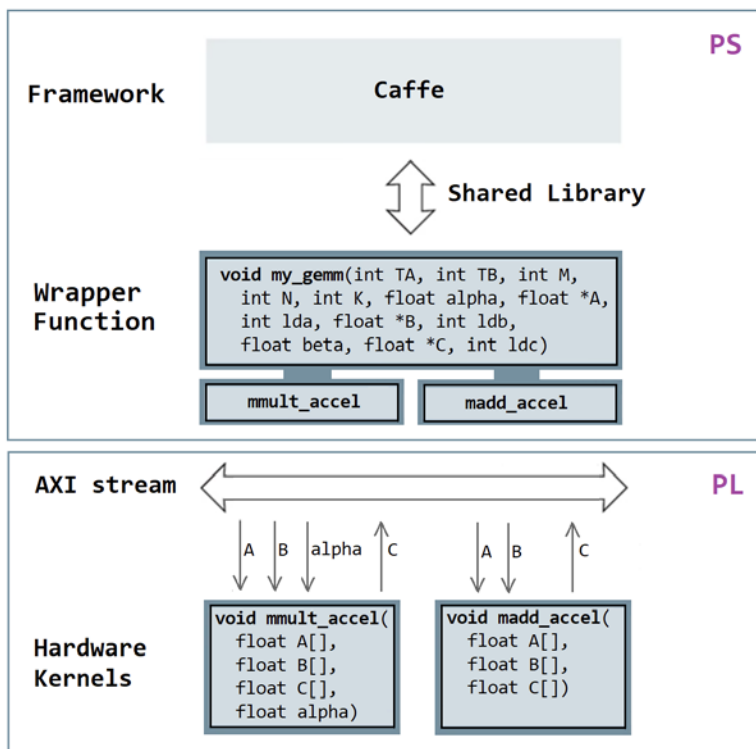 PS
Framework
Caffe
Shared Library
Wrapper
Function
void my_gemm(int TA, int TB, int M,
int N, int K, float alpha, float *A,
int lda, float *B, int ldb,
float beta, float *C, int ldc)
mmult_accel
madd_accel
AXI stream
PL
A
B
alpha
C
A
B
C
Hardware
Kernels
void mmult_accel(
float A[],
float B[],
float C[],
float alpha)
void madd_accel(
float A[],
float B[],
float C[])